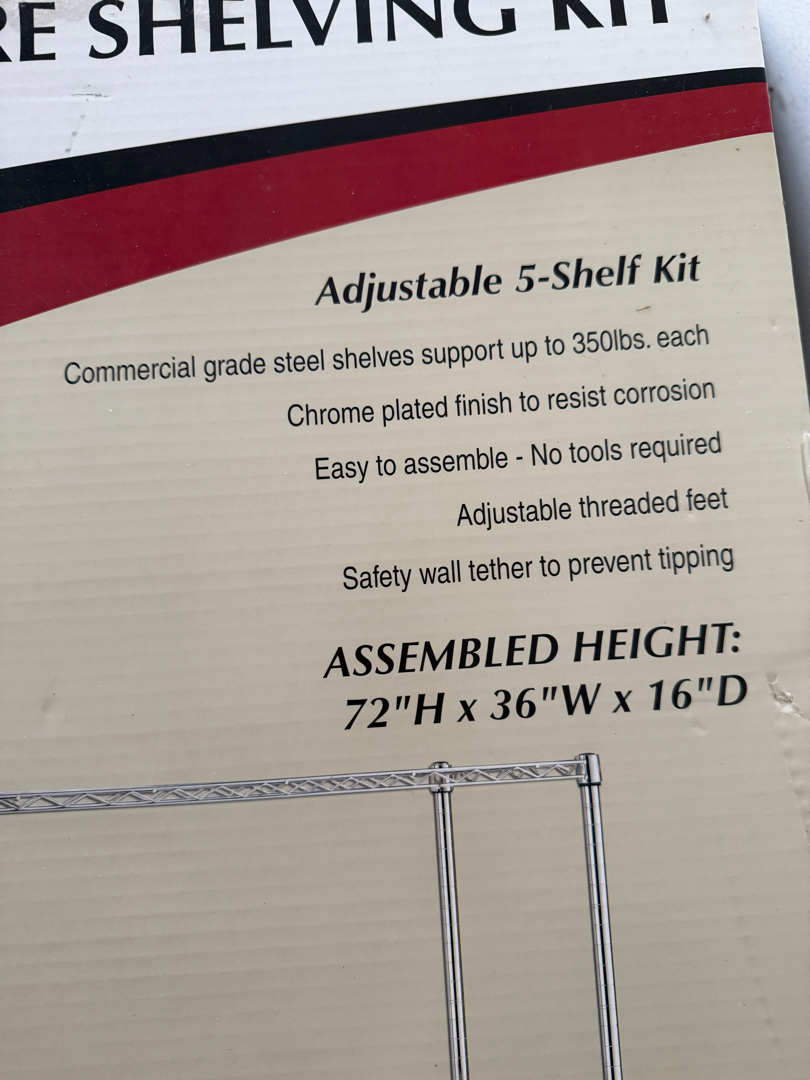 RE SHELVING KIT
Adjustable 5-Shelf Kit
Commercial grade steel shelves support up to 350lbs. each
Chrome plated finish to resist corrosion
Easy to assemble - No tools required
Adjustable threaded feet
Safety wall tether to prevent tipping
ASSEMBLED HEIGHT:
72"H x 36"W x 16"D